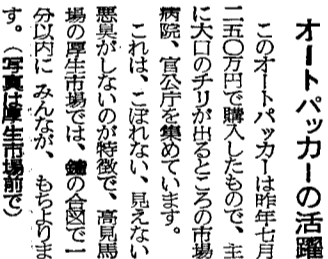 オートパッカーの活躍
このオートパッカーは昨年七月
二五〇万円で購入したもので、主
に大口のチリが出るところの市場
病院、官公庁を集めています。
これは、こぼれない、見えない
悪臭がしないのが特徴で、高見馬
場の厚生市場では、鐘の合図で一
分以内に みんなが、もちよりま
す。（写真は厚生市場前で）